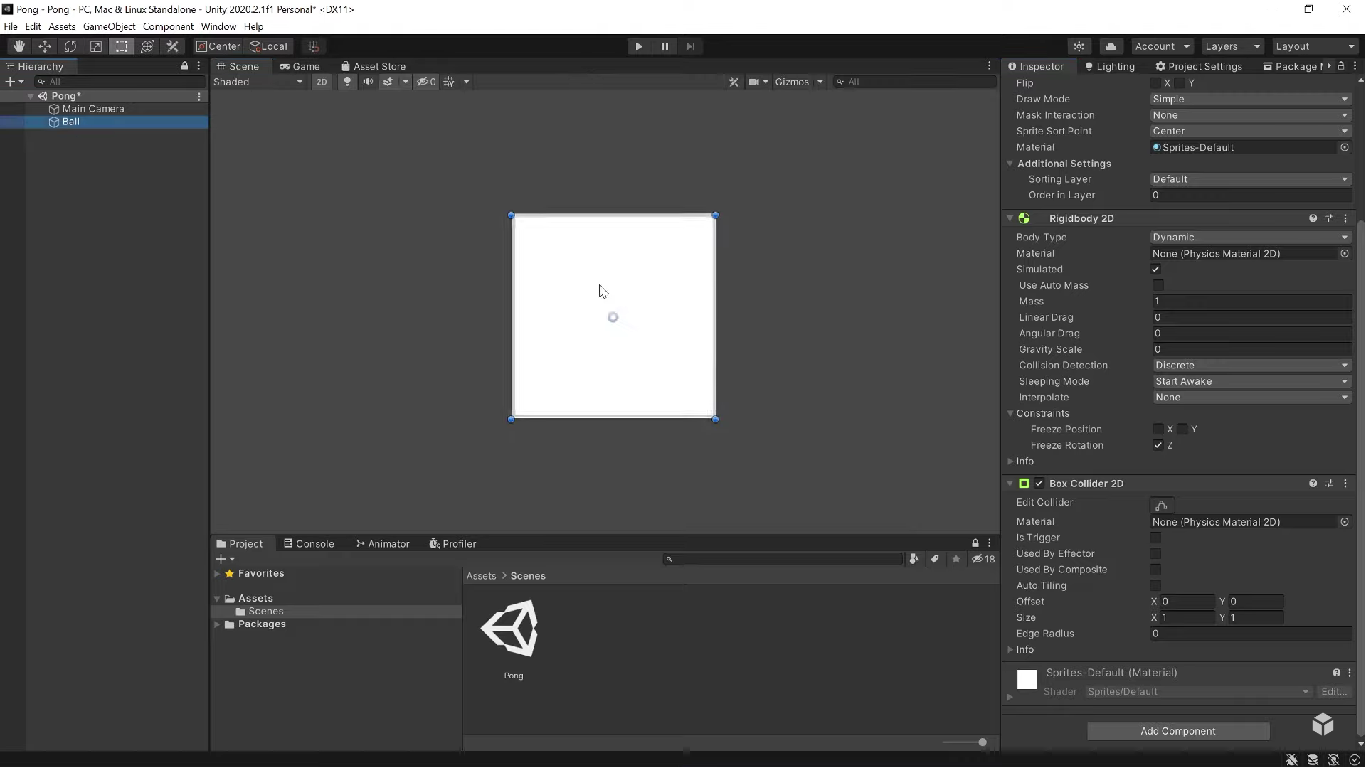 Pong - Pong - PC, Mac & Linux Standalone - Unity 2020.2.1f1 Personal* <DX11>
File Edit Assets GameObject Component Window Help
Center Local Account Layers Layout
Hierarchy
All
Pong*
Main Camera
Ball
Scene Game Asset Store
Shaded 2D 0 Gizmos All
Inspector Lighting Project Settings Package M
Flip X Y
Draw Mode Simple
Mask Interaction None
Sprite Sort Point Center
Material Sprites-Default
Additional Settings
Sorting Layer Default
Order in Layer 0
Rigidbody 2D
Body Type Dynamic
Material None (Physics Material 2D)
Simulated
Use Auto Mass
Mass 1
Linear Drag 0
Angular Drag 0
Gravity Scale 0
Collision Detection Discrete
Sleeping Mode Start Awake
Interpolate None
Constraints
Freeze Position X Y
Freeze Rotation Z
Info
Box Collider 2D
Edit Collider
Material None (Physics Material 2D)
Is Trigger
Used By Effector
Used By Composite
Auto Tiling
Offset X 0 Y 0
Size X 1 Y 1
Edge Radius 0
Info
Sprites-Default (Material)
Shader Sprites/Default Edit...
Add Component
Project Console Animator Profiler
18
Favorites
Assets
Scenes
Packages
Assets > Scenes
Pong